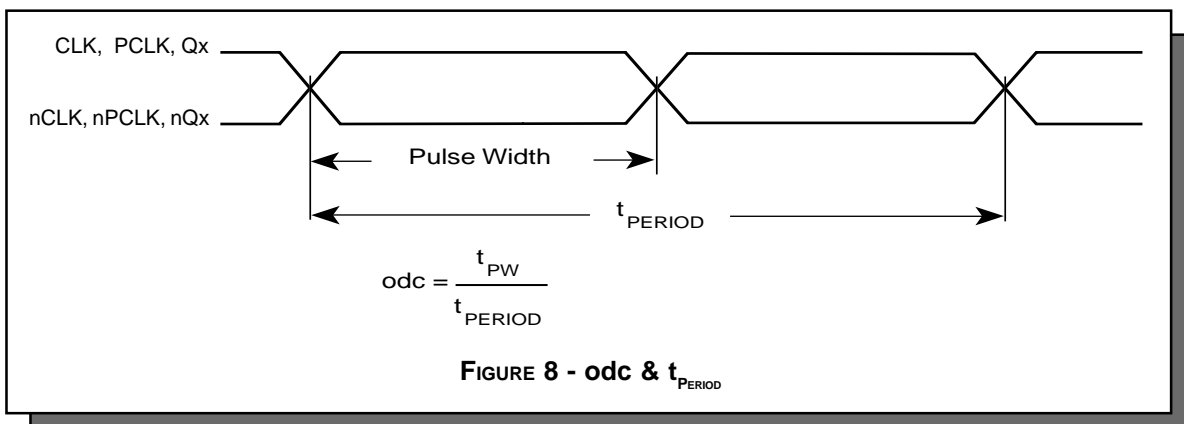 CLK, PCLK, Qx
nCLK, nPCLK, nQx
Pulse Width
tPERIOD
odc = tPW
tPERIOD
FIGURE 8 - odc & tPERIOD